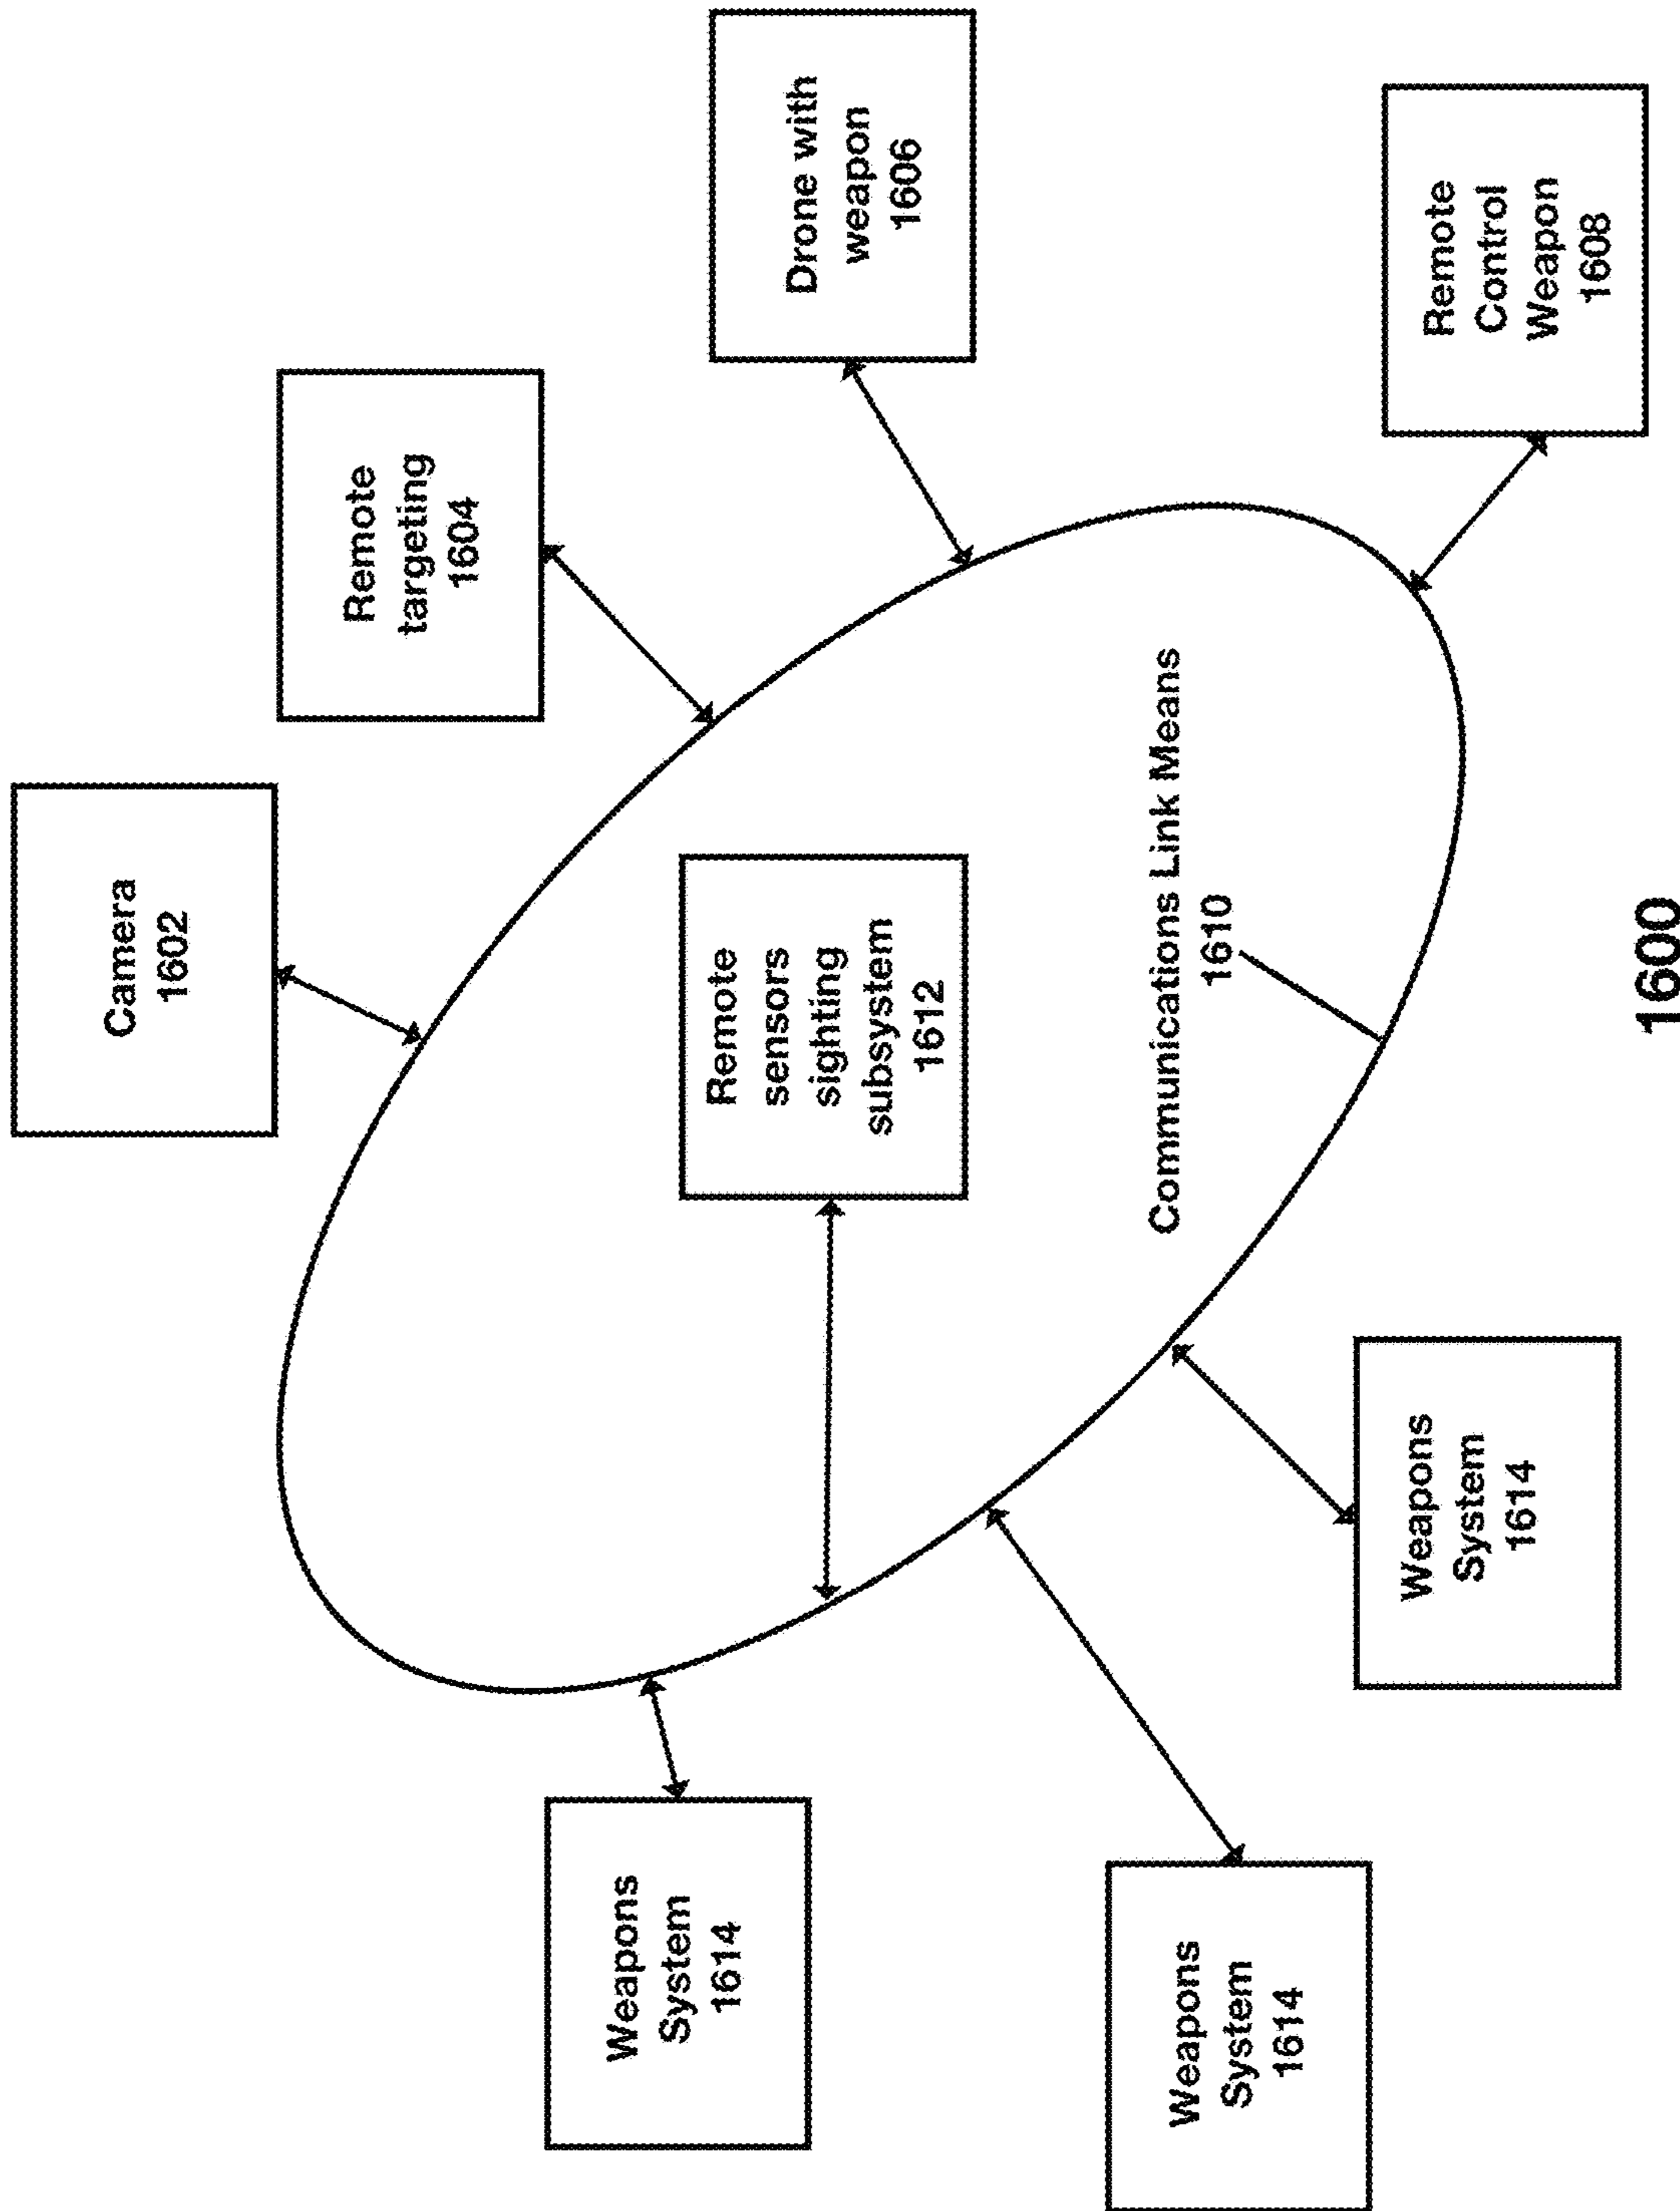 Camera
1602
Remote
targeting
1604
Weapons
System
1614
Remote
sensors
sighting
subsystem
1612
Drone with
weapon
1606
Communications Link Means
1610
Weapons
System
1614
Weapons
System
1614
Remote
Control
Weapon
1608
1600